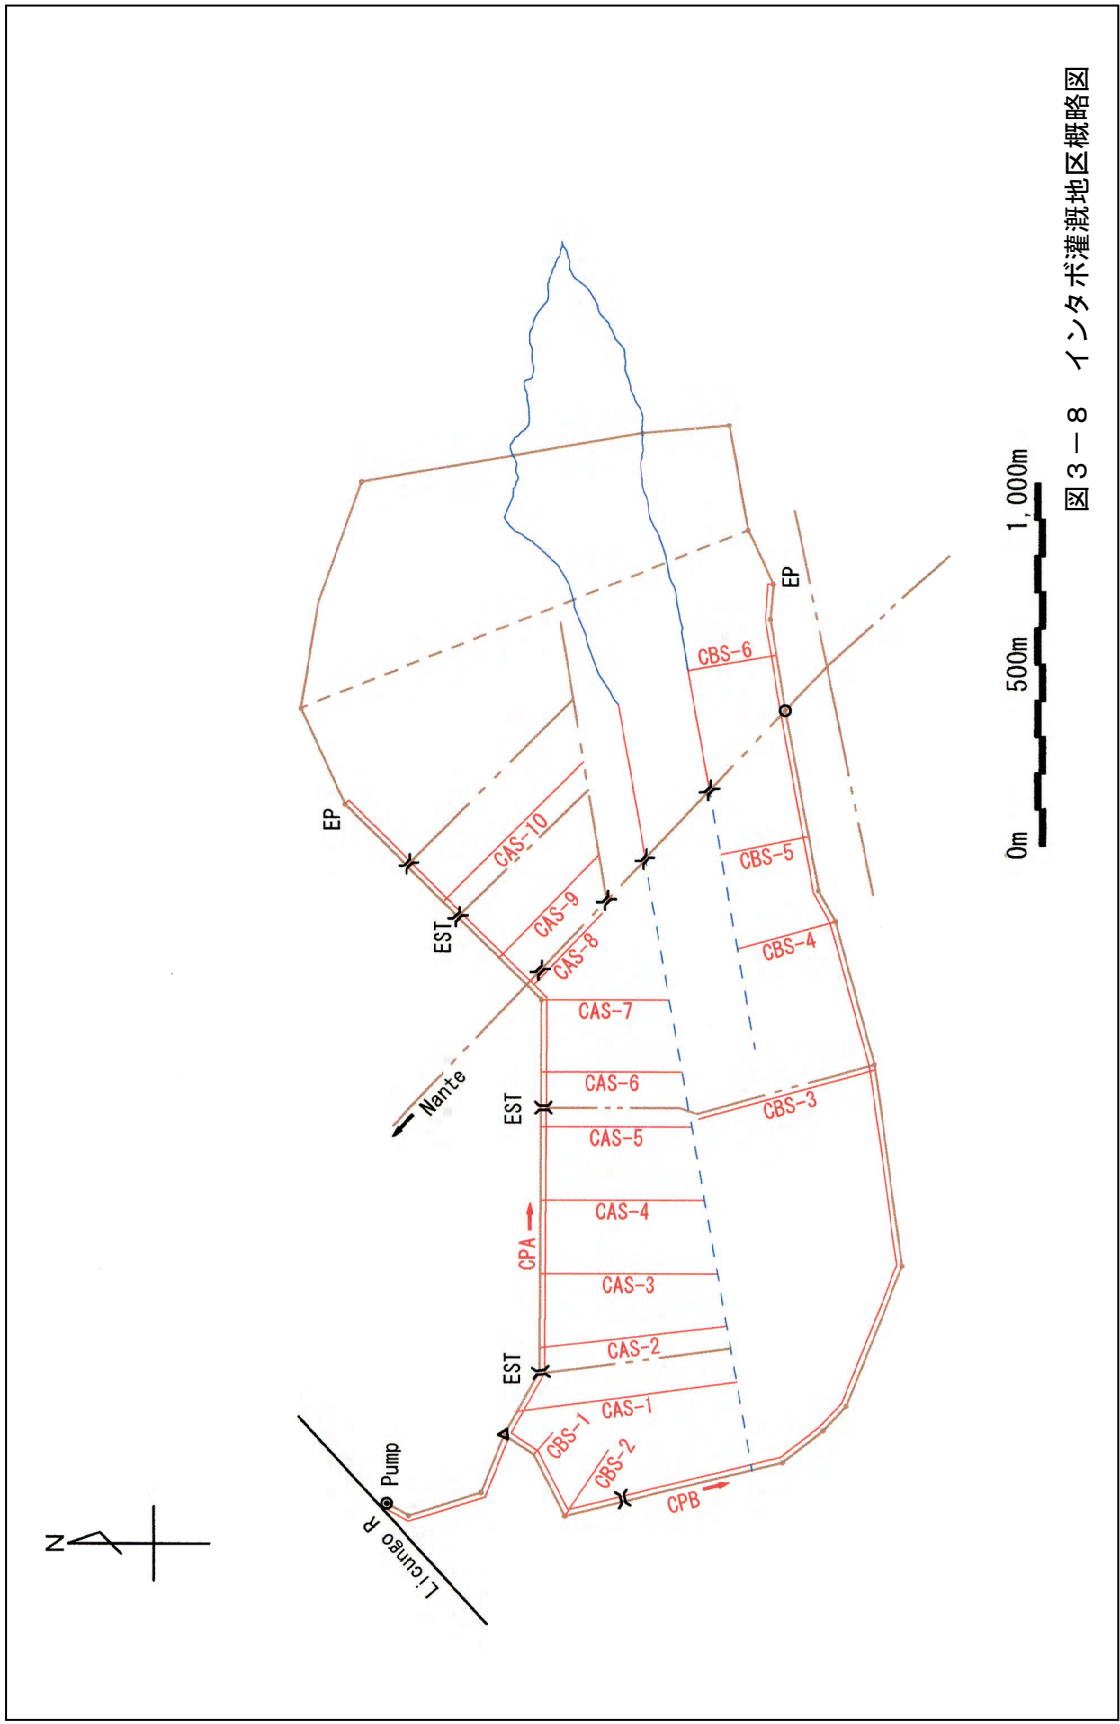 N
Licungo R
Pump
EST
CPA
EST
Nante
EST
EP
CAS-1
CAS-2
CAS-3
CAS-4
CAS-5
CAS-6
CAS-7
CAS-8
CAS-9
CAS-10
CBS-1
CBS-2
CPB
CBS-3
CBS-4
CBS-5
CBS-6
EP
0m 500m 1,000m
図３－８ インタボ灌漑地区概略図